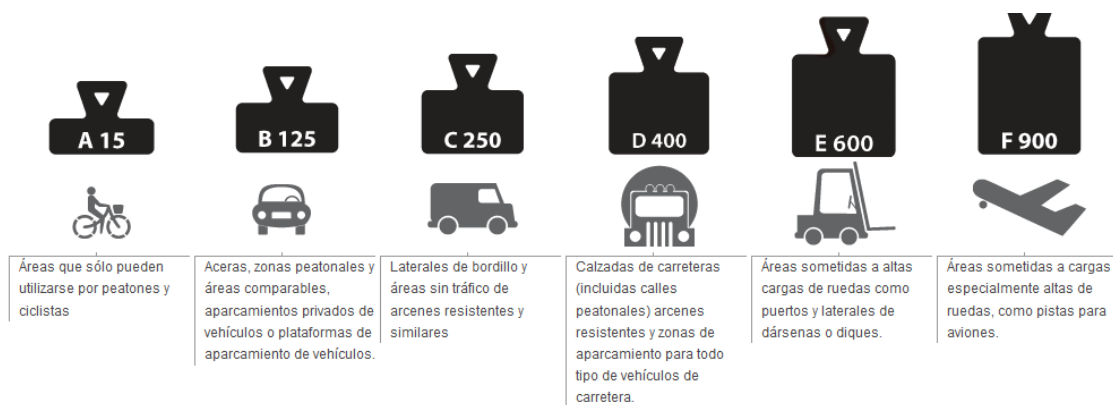 A 15
B 125
C 250
D 400
E 600
F 900
Áreas que sólo pueden
utilizarse por peatones y
ciclistas
Aceras, zonas peatonales y
áreas comparables,
aparcamientos privados de
vehículos o plataformas de
aparcamiento de vehículos.
Laterales de bordillo y
áreas sin tráfico de
arcenes resistentes y
similares
Calzadas de carreteras
(incluidas calles
peatonales) arcenes
resistentes y zonas de
aparcamiento para todo
tipo de vehículos de
carretera.
Áreas sometidas a altas
cargas de ruedas como
puertos y laterales de
dársenas o diques.
Áreas sometidas a cargas
especialmente altas de
ruedas, como pistas para
aviones.